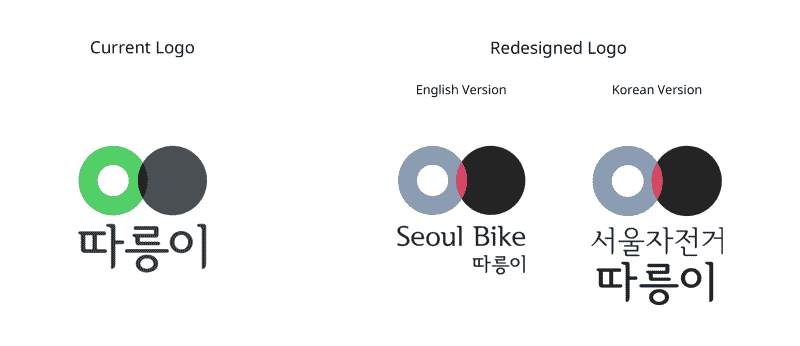 Current Logo
Redesigned Logo
English Version
Korean Version
따릉이
Seoul Bike
따릉이
서울자전거
따릉이